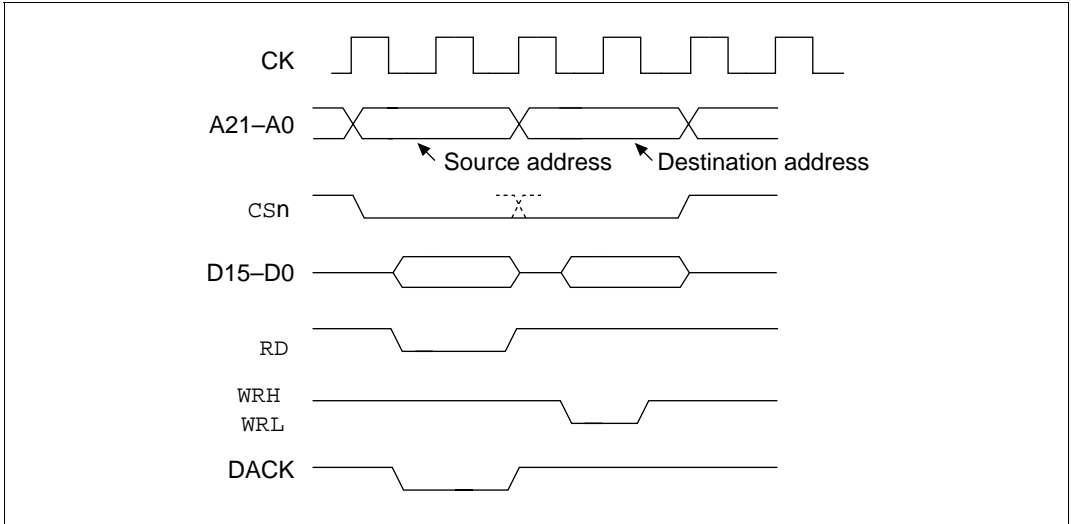 CK
A21–A0
Source address
Destination address
CSn
D15–D0
RD
WRH
WRL
DACK